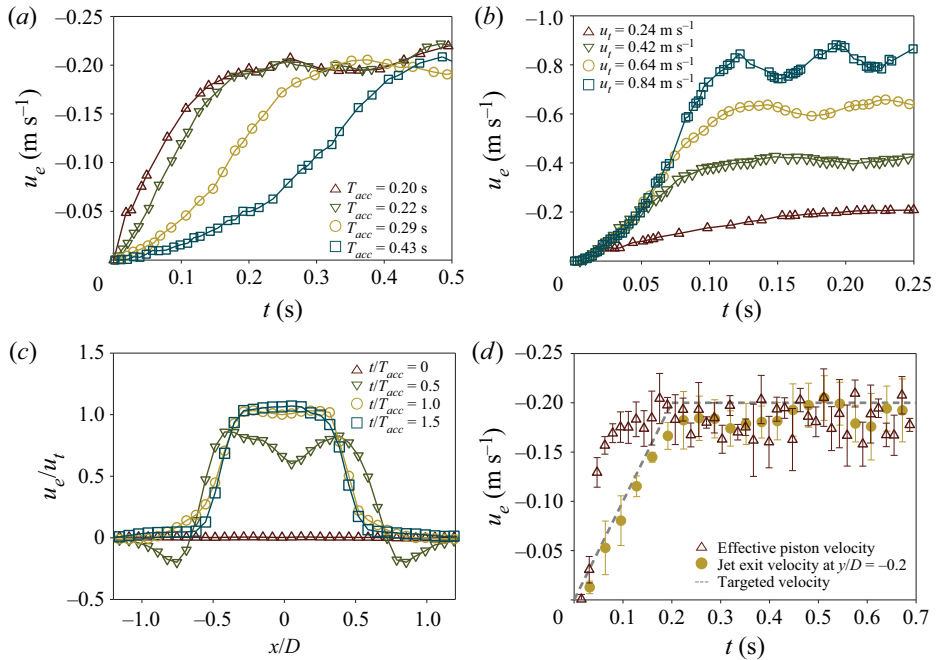 (a)
–0.20
–0.15
–0.10
–0.05
0
0.1
0.2
0.3
0.4
0.5
u_e (m s⁻¹)
t (s)
T_acc = 0.20 s
T_acc = 0.22 s
T_acc = 0.29 s
T_acc = 0.43 s
(b)
–1.0
–0.8
–0.6
–0.4
–0.2
0
0.05
0.10
0.15
0.20
0.25
u_e (m s⁻¹)
t (s)
u_t = 0.24 m s⁻¹
u_t = 0.42 m s⁻¹
u_t = 0.64 m s⁻¹
u_t = 0.84 m s⁻¹
(c)
1.5
1.0
0.5
0
–0.5
–1.0
–0.5
0
0.5
1.0
u_e/u_t
x/D
t/T_acc = 0
t/T_acc = 0.5
t/T_acc = 1.0
t/T_acc = 1.5
(d)
–0.25
–0.20
–0.15
–0.10
–0.05
0
0.1
0.2
0.3
0.4
0.5
0.6
0.7
u_e (m s⁻¹)
t (s)
Effective piston velocity
Jet exit velocity at y/D = –0.2
Targeted velocity